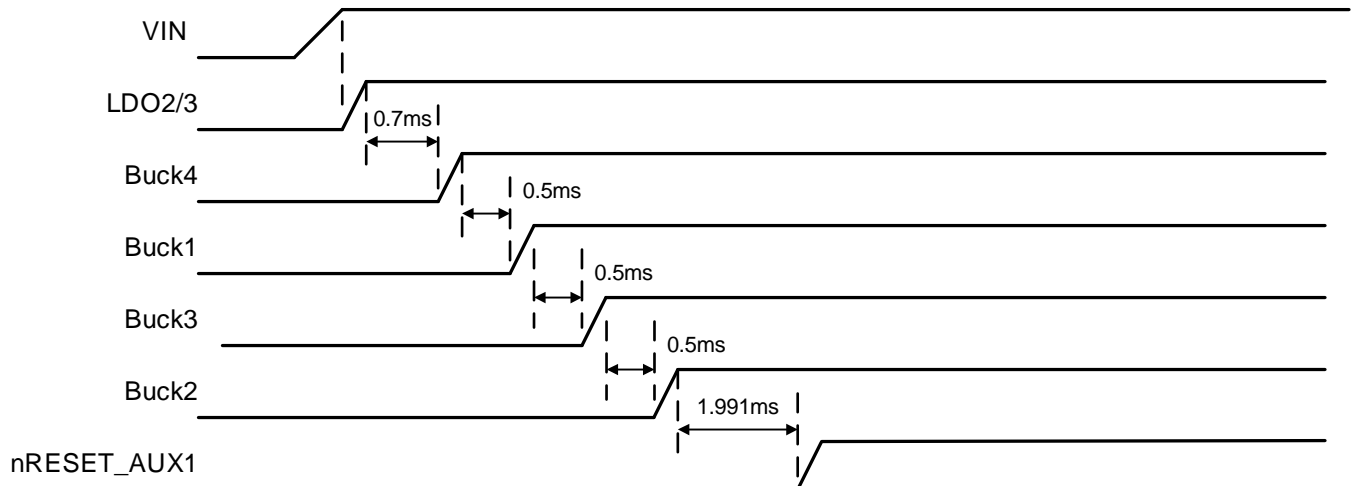 VIN
LDO2/3
0.7ms
Buck4
0.5ms
Buck1
0.5ms
Buck3
0.5ms
Buck2
1.991ms
nRESET_AUX1